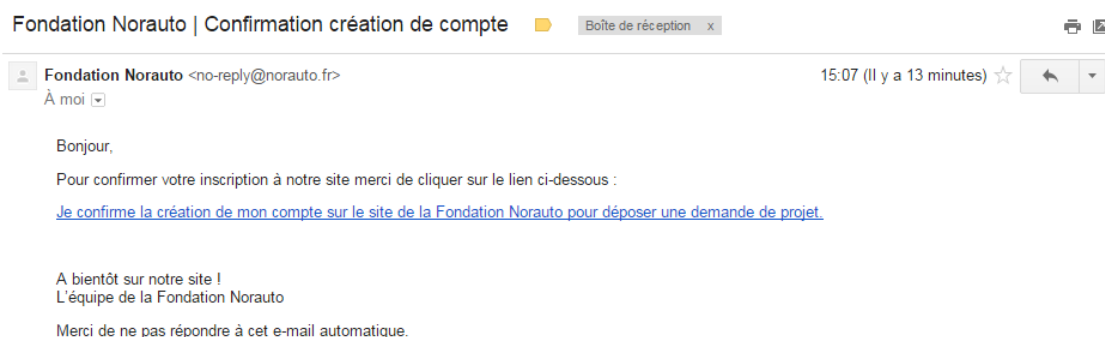 Fondation Norauto | Confirmation création de compte Boîte de réception x
Fondation Norauto <no-reply@norauto.fr> 15:07 (Il y a 13 minutes)
À moi
Bonjour,
Pour confirmer votre inscription à notre site merci de cliquer sur le lien ci-dessous :
Je confirme la création de mon compte sur le site de la Fondation Norauto pour déposer une demande de projet.
A bientôt sur notre site !
L'équipe de la Fondation Norauto
Merci de ne pas répondre à cet e-mail automatique.